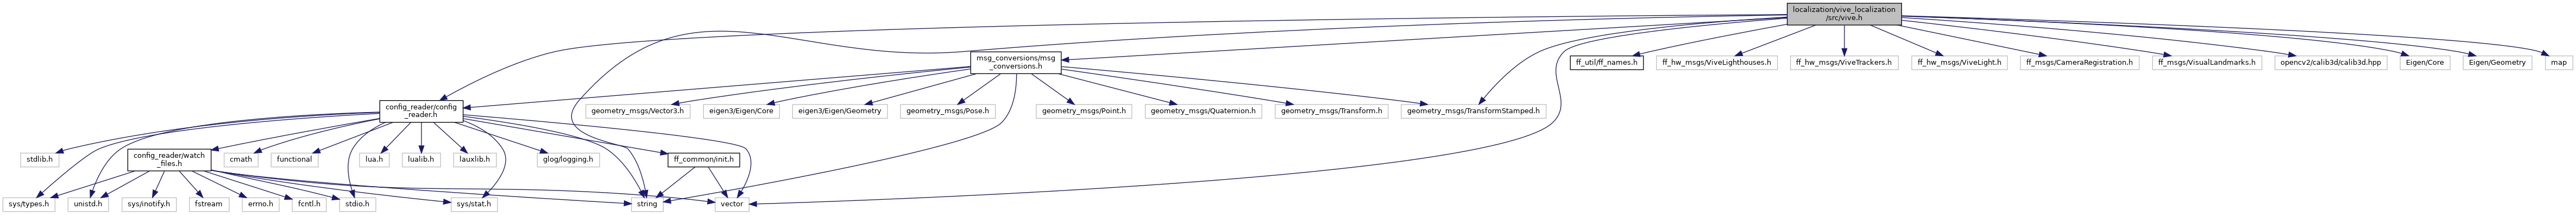 localization/vive_localization
/src/vive.h
msg_conversions/msg
_conversions.h
ff_util/ff_names.h
ff_hw_msgs/ViveLighthouses.h
ff_hw_msgs/ViveTrackers.h
ff_hw_msgs/ViveLight.h
ff_msgs/CameraRegistration.h
ff_msgs/VisualLandmarks.h
opencv2/calib3d/calib3d.hpp
Eigen/Core
Eigen/Geometry
map
config_reader/config
_reader.h
geometry_msgs/Vector3.h
eigen3/Eigen/Core
eigen3/Eigen/Geometry
geometry_msgs/Pose.h
geometry_msgs/Point.h
geometry_msgs/Quaternion.h
geometry_msgs/Transform.h
geometry_msgs/TransformStamped.h
stdlib.h
config_reader/watch
_files.h
cmath
functional
lua.h
lualib.h
lauxlib.h
glog/logging.h
ff_common/init.h
sys/types.h
unistd.h
sys/inotify.h
fstream
errno.h
fcntl.h
stdio.h
sys/stat.h
string
vector